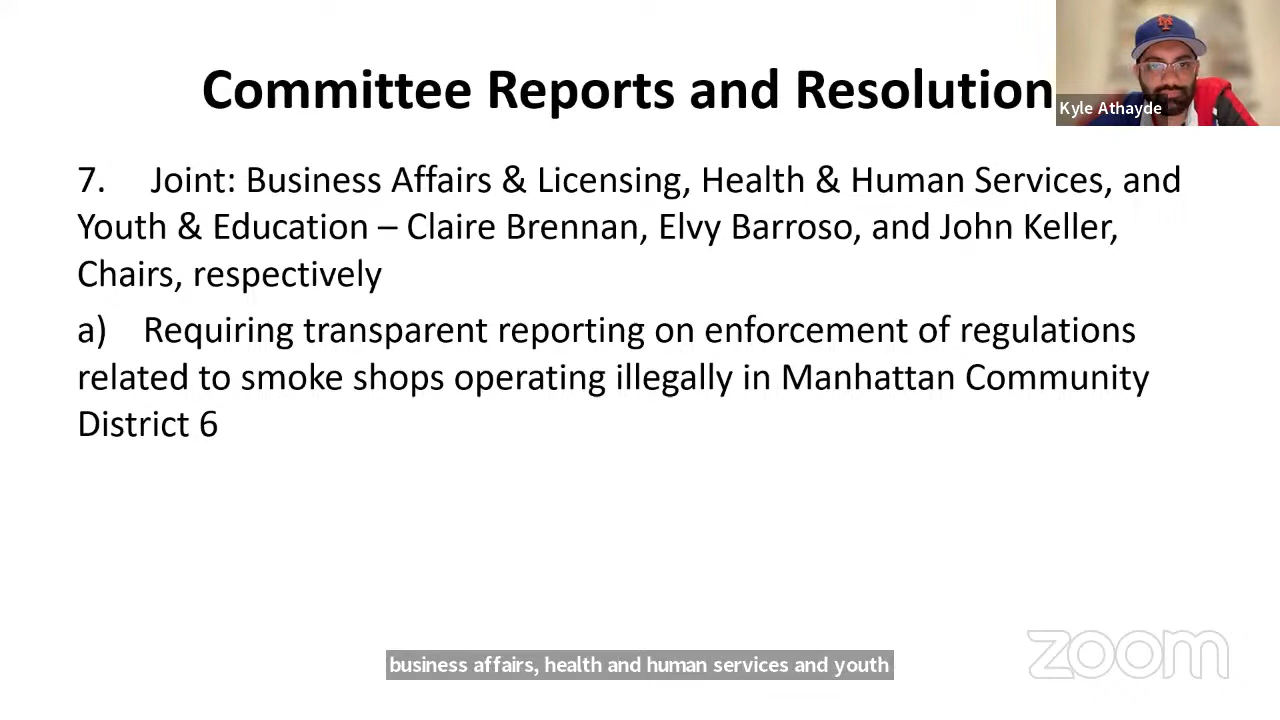 Committee Reports and Resolution
Kyle Athayde
7. Joint: Business Affairs & Licensing, Health & Human Services, and
Youth & Education – Claire Brennan, Elvy Barroso, and John Keller,
Chairs, respectively
a) Requiring transparent reporting on enforcement of regulations
related to smoke shops operating illegally in Manhattan Community
District 6
business affairs, health and human services and youth
zoom